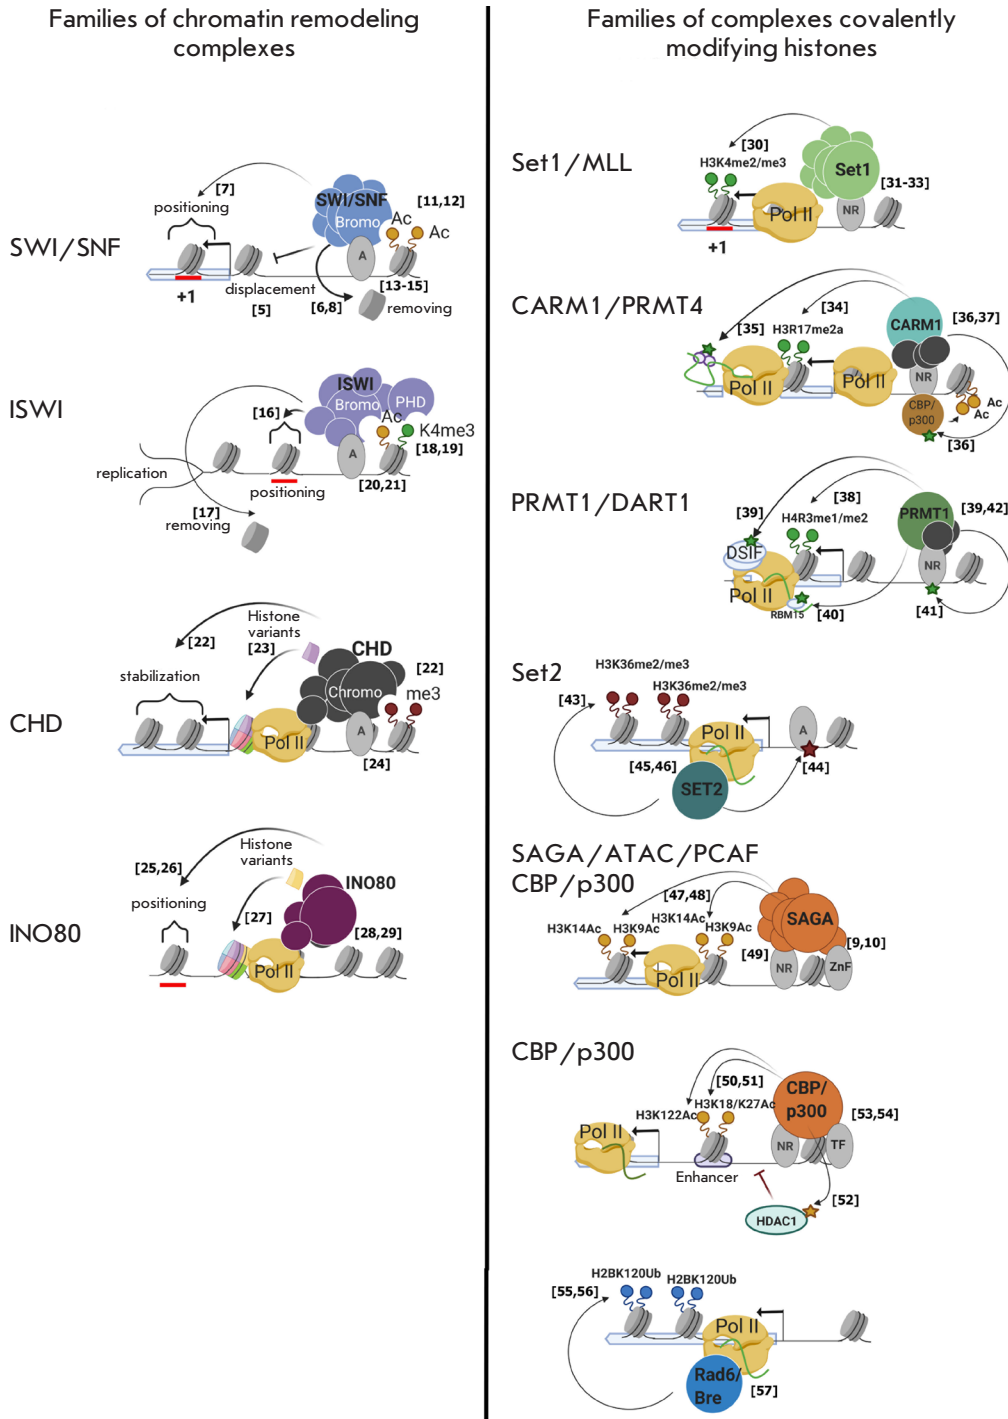 Families of chromatin remodeling
complexes
SWI/SNF
[7]
positioning
SWI/SNF
Bromo
[11,12]
Ac
Ac
A
+1
displacement
[5]
[6,8]
[13-15]
removing
ISWI
ISWI
Bromo
PHD
[16]
Ac
K4me3
[18,19]
A
replication
positioning
[20,21]
[17]
removing
CHD
Histone
variants
[22]
[23]
CHD
[22]
stabilization
Chromo
me3
Pol II
A
[24]
INO80
Histone
variants
[25,26]
INO80
positioning
[27]
[28,29]
Pol II
Families of complexes covalently
modifying histones
Set1/MLL
[30]
H3K4me2/me3
Set1
[31-33]
Pol II
NR
+1
CARM1/PRMT4
[34]
[35]
H3R17me2a
CARM1
[36,37]
Pol II
Pol II
NR
CBP/
p300
Ac
Ac
[36]
PRMT1/DART1
[38]
[39]
H4R3me1/me2
PRMT1
[39,42]
DSIF
Pol II
NR
RBM15
[40]
[41]
Set2
H3K36me2/me3
H3K36me2/me3
[43]
Pol II
A
[45,46]
[44]
SET2
SAGA/ATAC/PCAF
CBP/p300
[47,48]
H3K14Ac
H3K14Ac
H3K9Ac
H3K9Ac
SAGA
[49]
[9,10]
Pol II
NR
ZnF
CBP/p300
[50,51]
H3K18/K27Ac
H3K122Ac
CBP/
p300
[53,54]
Pol II
NR
TF
Enhancer
[52]
HDAC1
H2BK120Ub
H2BK120Ub
[55,56]
Pol II
Rad6/
Bre
[57]